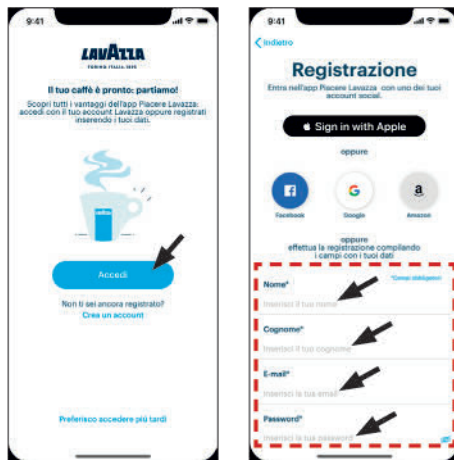 9:41
LAVAZZA
TORINO, ITALIA, 1895
Il tuo caffè è pronto: partiamo!
Scopri tutti i vantaggi dell'app Piacere Lavazza:
accedi con il tuo account Lavazza oppure registrati
inserendo i tuoi dati.
Accedi
Non ti sei ancora registrato?
Crea un account
Preferisco accedere più tardi
9:41
Indietro
Registrazione
Entra nell'app Piacere Lavazza con uno dei tuoi
account social.
Sign in with Apple
oppure
Facebook
Google
Amazon
oppure
effettua la registrazione compilando
i campi con i tuoi dati
*Campi obbligatori
Nome*
Inserisci il tuo nome
Cognome*
Inserisci il tuo cognome
E-mail*
Inserisci la tua email
Password*
Inserisci la tua password